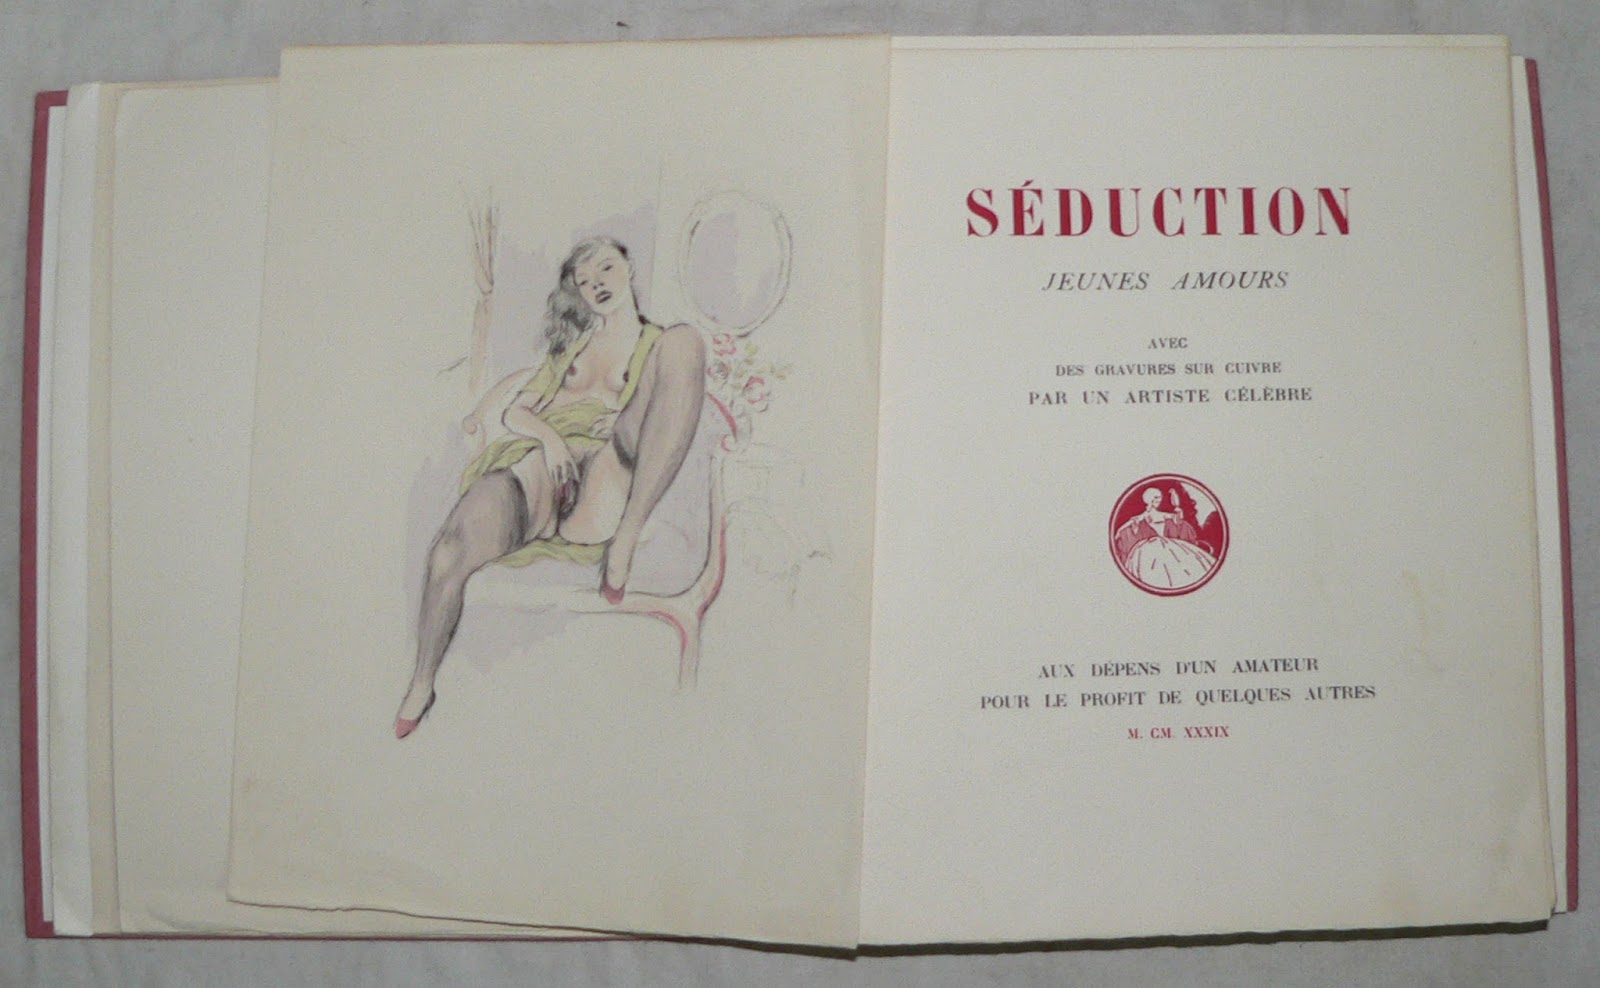 SÉDUCTION
JEUNES AMOURS
AVEC
DES GRAVURES SUR CUIVRE
PAR UN ARTISTE CÉLÈBRE
AUX DÉPENS D'UN AMATEUR
POUR LE PROFIT DE QUELQUES AUTRES
M. CM. XXXIX